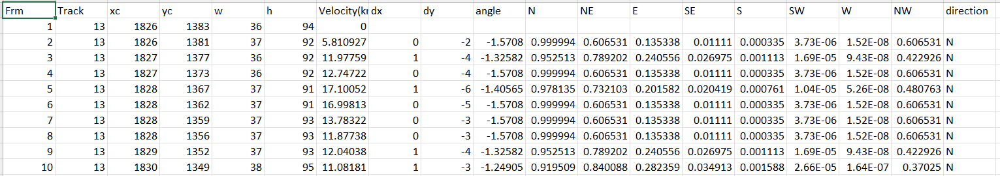 Frm Track xc yc w h Velocity(kr dx dy angle N NE E SE S SW W NW direction
1 13 1826 1383 36 94 0
2 13 1826 1381 37 92 5.810927 0 -2 -1.5708 0.999994 0.606531 0.135338 0.01111 0.000335 3.73E-06 1.52E-08 0.606531 N
3 13 1827 1377 36 92 11.97759 1 -4 -1.32582 0.952513 0.789202 0.240556 0.026975 0.001113 1.69E-05 9.43E-08 0.422926 N
4 13 1827 1373 36 92 12.74722 0 -4 -1.5708 0.999994 0.606531 0.135338 0.01111 0.000335 3.73E-06 1.52E-08 0.606531 N
5 13 1828 1367 37 91 17.10052 1 -6 -1.40565 0.978135 0.732103 0.201582 0.020419 0.000761 1.04E-05 5.26E-08 0.480763 N
6 13 1828 1362 37 91 16.99813 0 -5 -1.5708 0.999994 0.606531 0.135338 0.01111 0.000335 3.73E-06 1.52E-08 0.606531 N
7 13 1828 1359 37 93 13.78322 0 -3 -1.5708 0.999994 0.606531 0.135338 0.01111 0.000335 3.73E-06 1.52E-08 0.606531 N
8 13 1828 1356 37 93 11.87738 0 -3 -1.5708 0.999994 0.606531 0.135338 0.01111 0.000335 3.73E-06 1.52E-08 0.606531 N
9 13 1829 1352 37 93 12.04038 1 -4 -1.32582 0.952513 0.789202 0.240556 0.026975 0.001113 1.69E-05 9.43E-08 0.422926 N
10 13 1830 1349 38 95 11.08181 1 -3 -1.24905 0.919509 0.840088 0.282359 0.034913 0.001588 2.66E-05 1.64E-07 0.37025 N